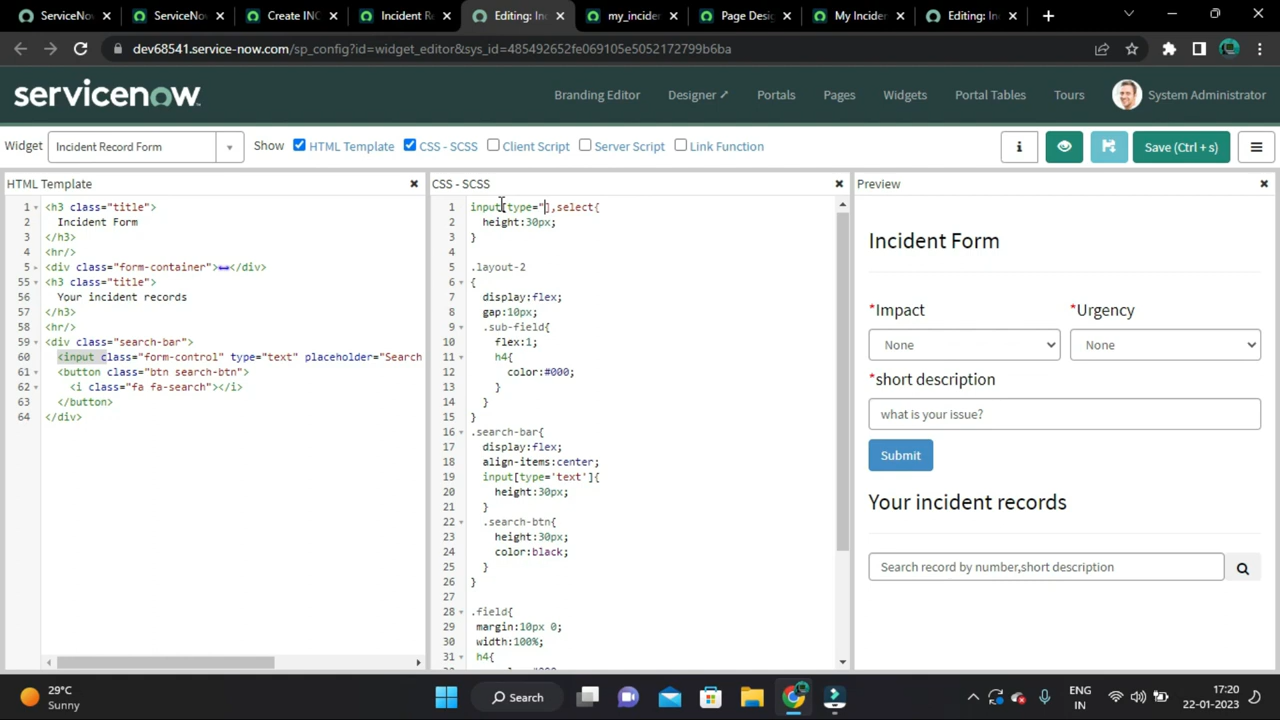 ServiceNo
ServiceNo
Create INC
Incident R
Editing: In
my_incide
Page Desi
My Incide
Editing: In
dev68541.service-now.com/sp_config?id=widget_editor&sys_id=485492652fe069105e5052172799b6ba
servicenow
Branding Editor
Designer
Portals
Pages
Widgets
Portal Tables
Tours
System Administrator
Widget
Incident Record Form
Show
HTML Template
CSS - SCSS
Client Script
Server Script
Link Function
Save (Ctrl + s)
HTML Template
1 <h3 class="title">
2 Incident Form
3 </h3>
4 <hr/>
5 <div class="form-container"></div>
55 <h3 class="title">
56 Your incident records
57 </h3>
58 <hr/>
59 <div class="search-bar">
60 <input class="form-control" type="text" placeholder="Search
61 <button class="btn search-btn">
62 <i class="fa fa-search"></i>
63 </button>
64 </div>
CSS - SCSS
1 input[type="],select{
2 height:30px;
3 }
4
5 .layout-2
6 {
7 display:flex;
8 gap:10px;
9 .sub-field{
10 flex:1;
11 h4{
12 color:#000;
13 }
14 }
15 }
16 .search-bar{
17 display:flex;
18 align-items:center;
19 input[type='text']{
20 height:30px;
21 }
22 .search-btn{
23 height:30px;
24 color:black;
25 }
26 }
27
28 .field{
29 margin:10px 0;
30 width:100%;
31 h4{
Preview
Incident Form
*Impact
*Urgency
None
None
*short description
what is your issue?
Submit
Your incident records
Search record by number,short description
29°C
Sunny
Search
ENG
IN
17:20
22-01-2023